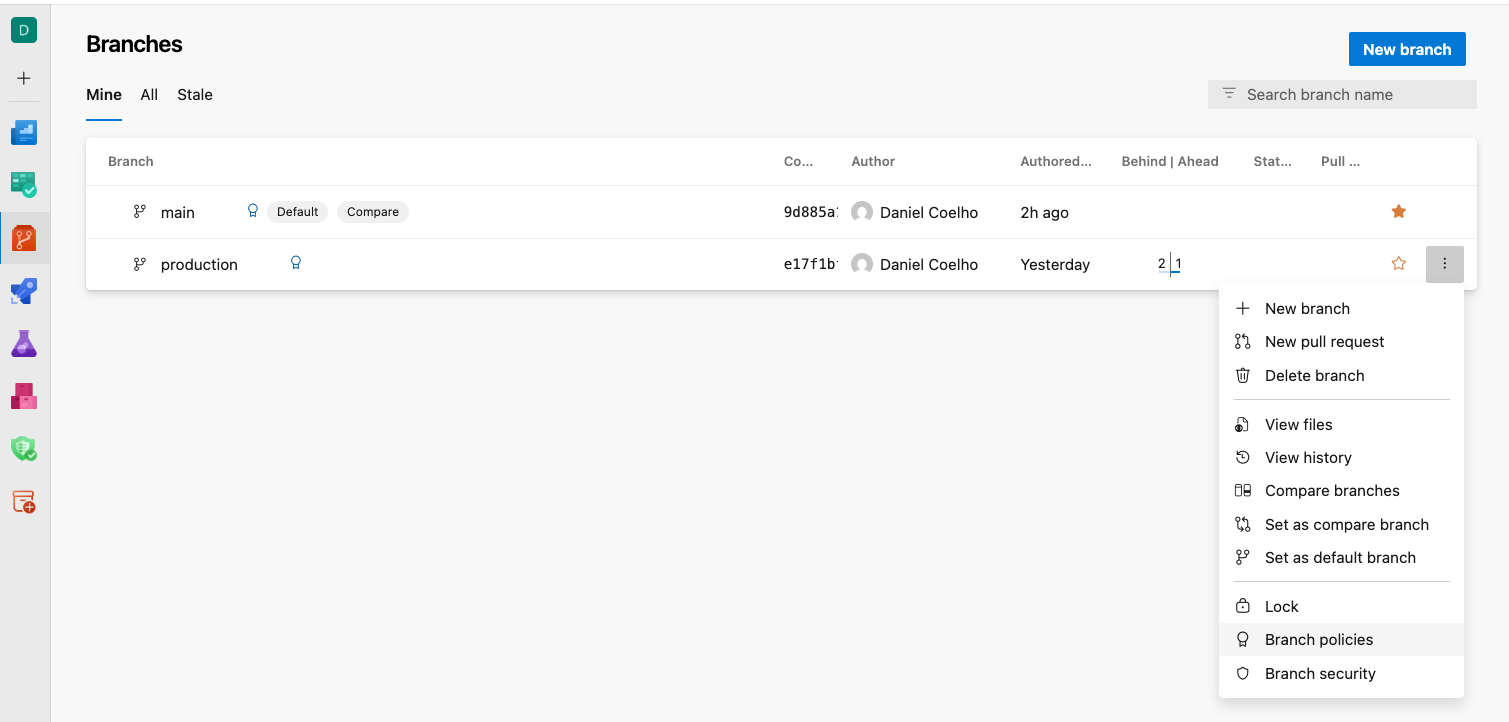 D
Branches
New branch
Mine All Stale
Search branch name
Branch Co... Author Authored... Behind | Ahead Stat... Pull ...
main Default Compare 9d885a Daniel Coelho 2h ago
production e17f1b Daniel Coelho Yesterday 2 1
New branch
New pull request
Delete branch
View files
View history
Compare branches
Set as compare branch
Set as default branch
Lock
Branch policies
Branch security